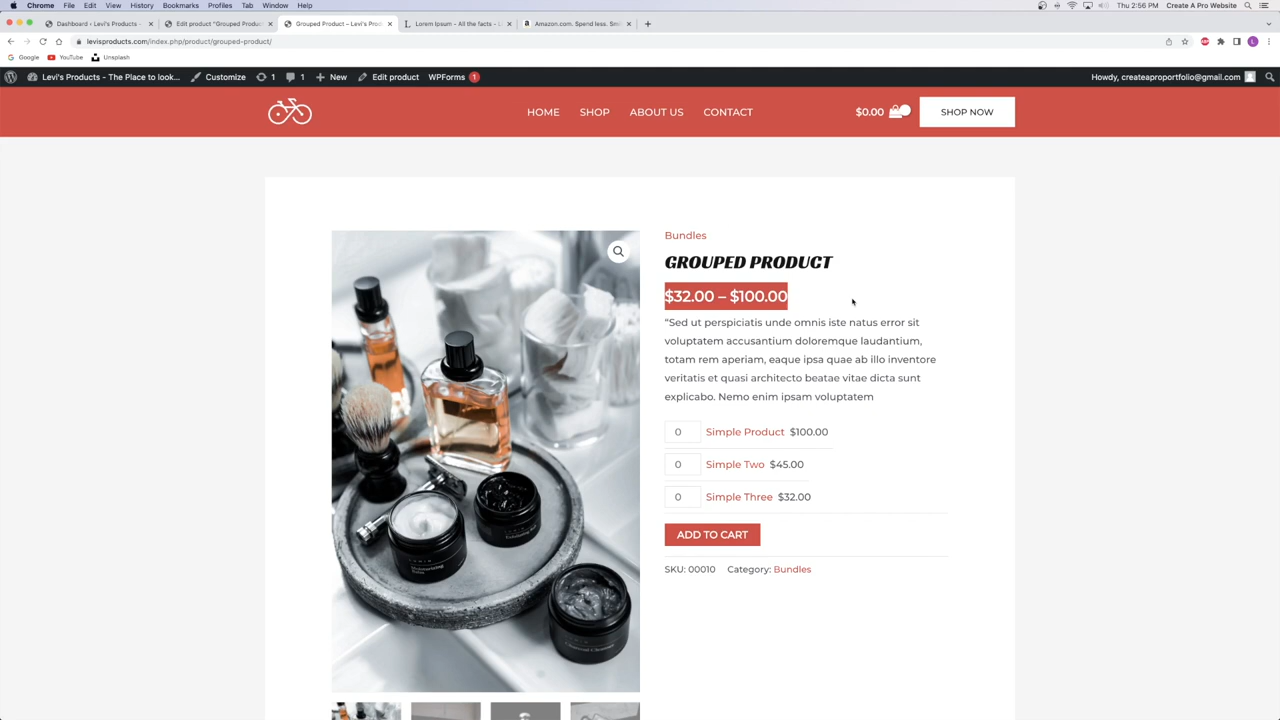 Chrome File Edit View History Bookmarks Profiles Tab Window Help Thu 2:56 PM Create A Pro Website
Dashboard ‹ Levi's Products - Edit product "Grouped Product Grouped Product – Levi's Pro Lorem Ipsum - All the facts - L Amazon.com. Spend less. Smi
levisproducts.com/index.php/product/grouped-product/
Google YouTube Unsplash
Levi's Products - The Place to look... Customize 1 1 New Edit product WPForms 1 Howdy, createaproportfolio@gmail.com
HOME SHOP ABOUT US CONTACT $0.00 SHOP NOW
Bundles
GROUPED PRODUCT
$32.00 – $100.00
“Sed ut perspiciatis unde omnis iste natus error sit
voluptatem accusantium doloremque laudantium,
totam rem aperiam, eaque ipsa quae ab illo inventore
veritatis et quasi architecto beatae vitae dicta sunt
explicabo. Nemo enim ipsam voluptatem
0 Simple Product $100.00
0 Simple Two $45.00
0 Simple Three $32.00
ADD TO CART
SKU: 00010 Category: Bundles